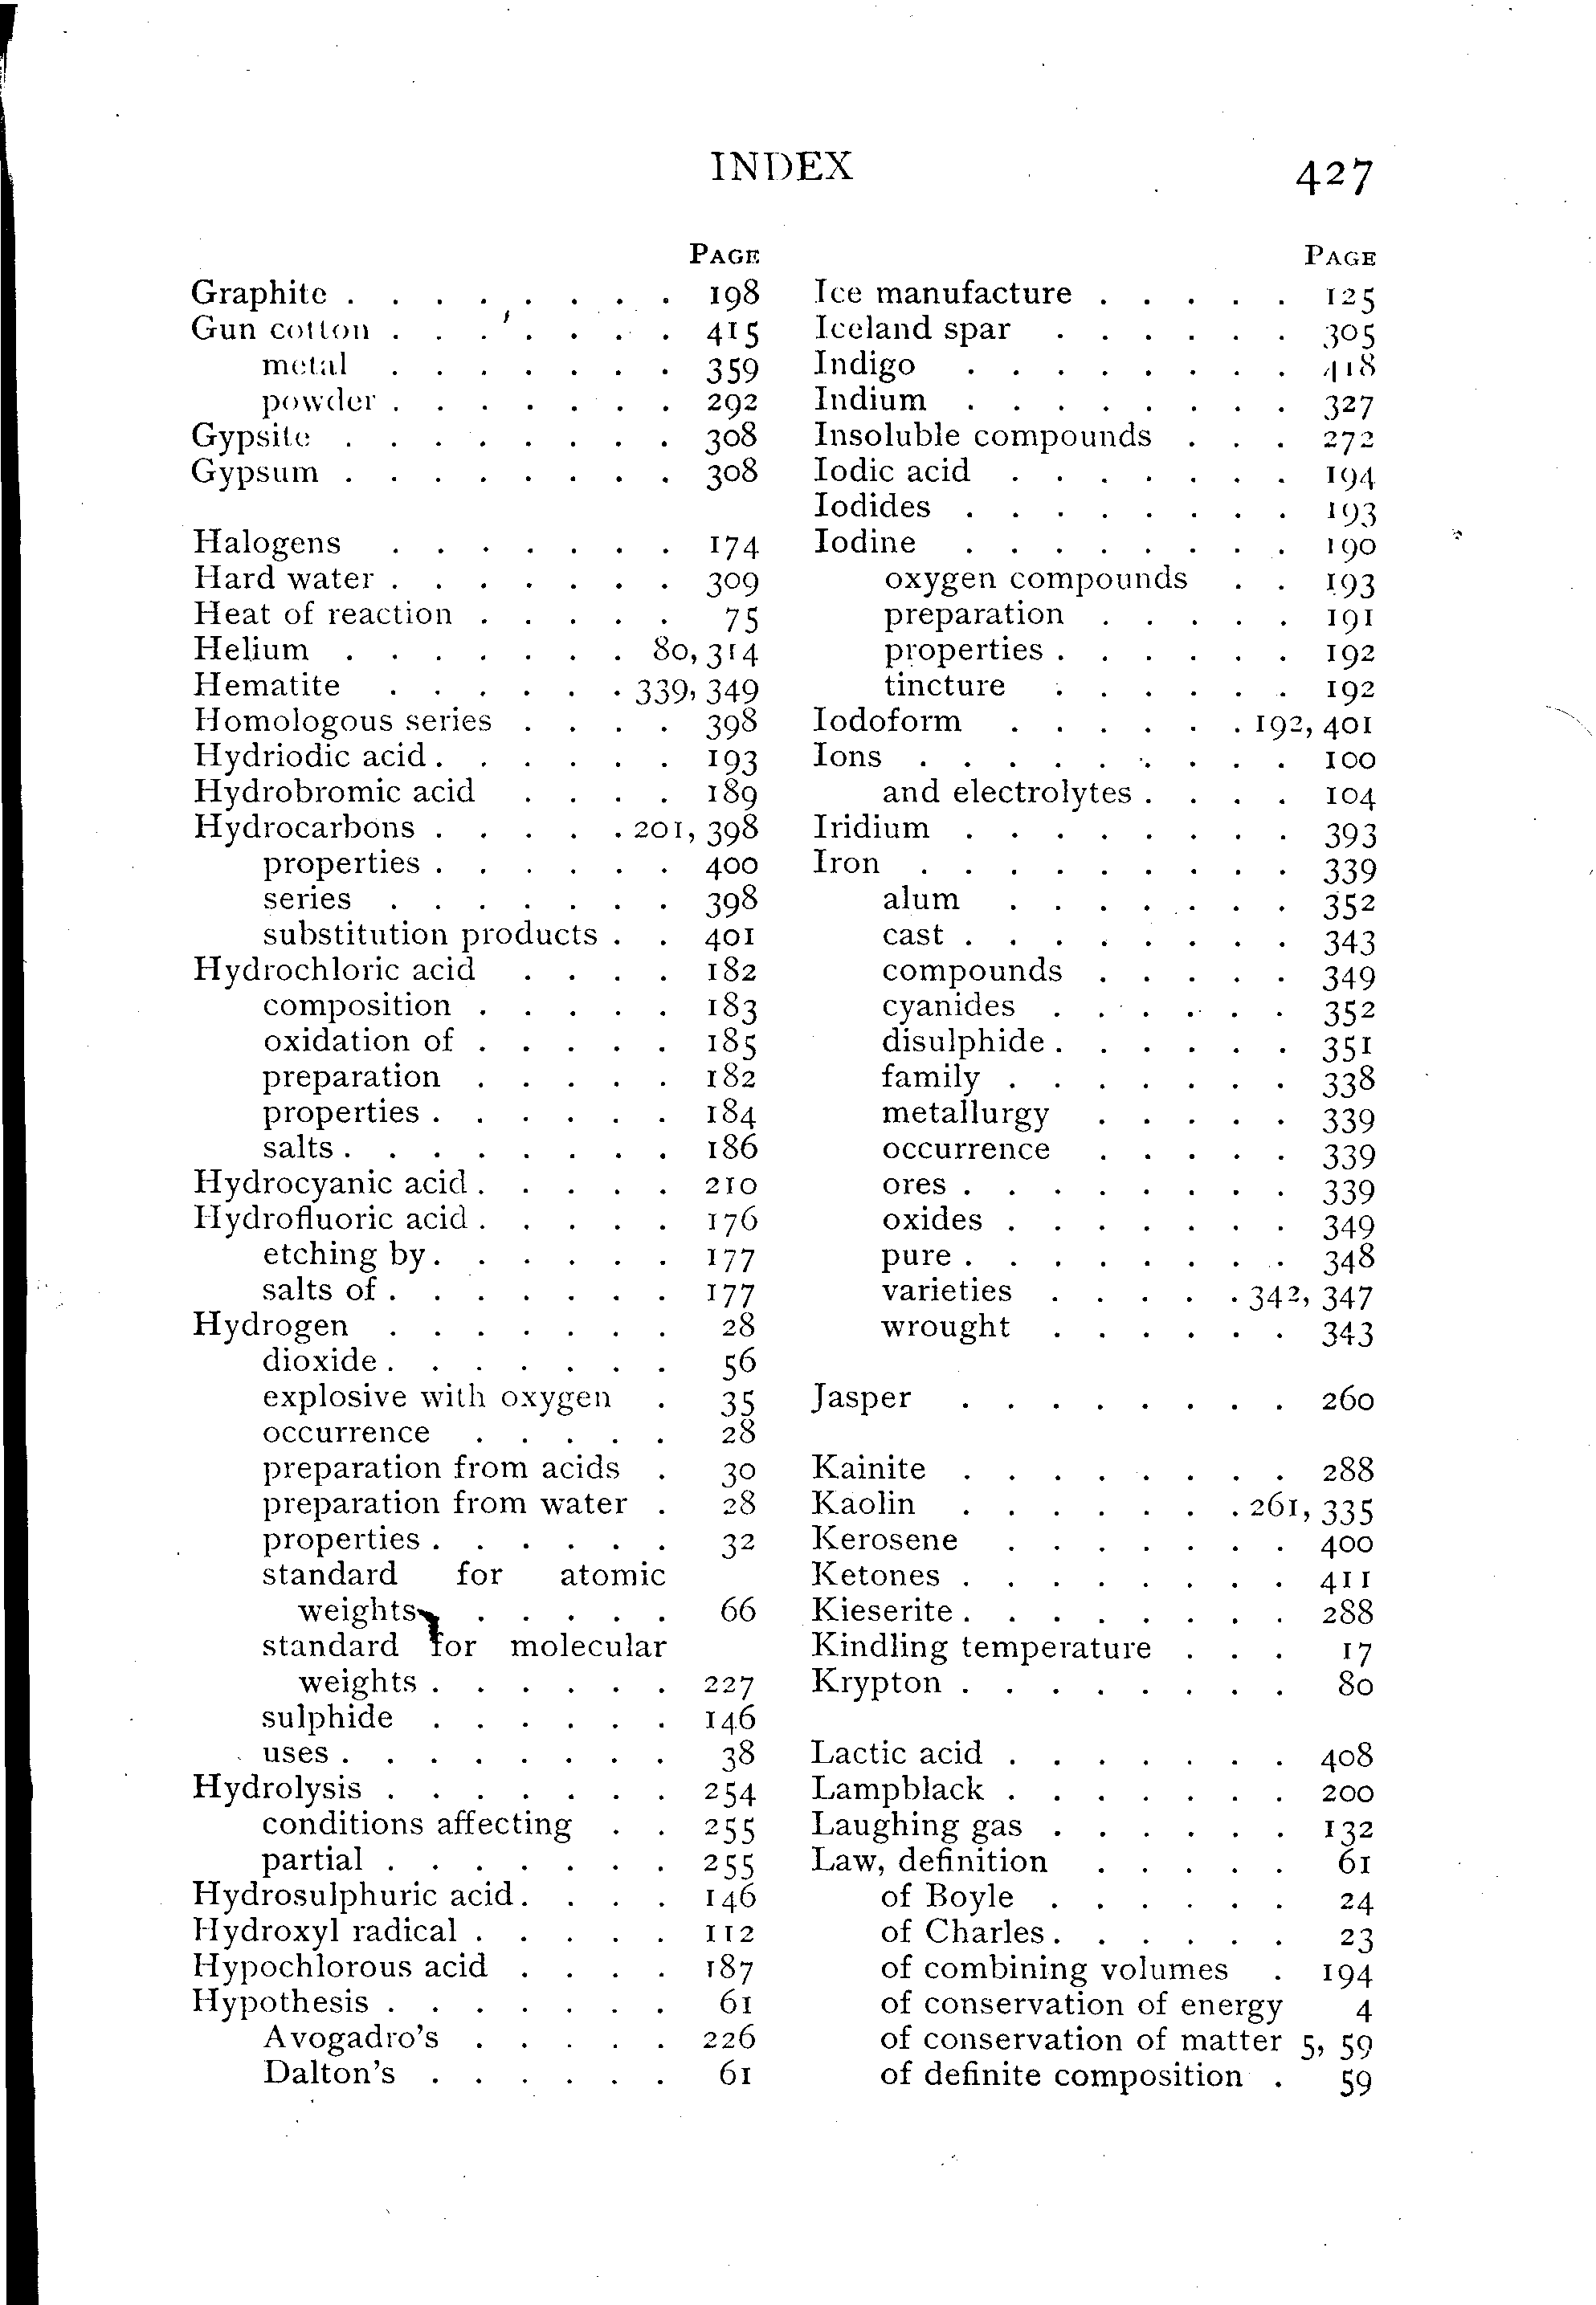 INDEX 427
PAGE
Graphite . . . . . . . . 198
Gun cotton . . . . . . . 415
metal . . . . . . . 359
powder . . . . . . . 292
Gypsite . . . . . . . . 308
Gypsum . . . . . . . . 308
Halogens . . . . . . . 174
Hard water . . . . . . . 309
Heat of reaction . . . . . 75
Helium . . . . . . . 80, 314
Hematite . . . . . . 339, 349
Homologous series . . . . 398
Hydriodic acid . . . . . . 193
Hydrobromic acid . . . . 189
Hydrocarbons . . . . . 201, 398
properties . . . . . . 400
series . . . . . . . 398
substitution products . . 401
Hydrochloric acid . . . . 182
composition . . . . . 183
oxidation of . . . . . 185
preparation . . . . . 182
properties . . . . . . 184
salts . . . . . . . . 186
Hydrocyanic acid . . . . . 210
Hydrofluoric acid . . . . . 176
etching by . . . . . . 177
salts of . . . . . . . 177
Hydrogen . . . . . . . 28
dioxide . . . . . . . 56
explosive with oxygen . 35
occurrence . . . . . 28
preparation from acids . 30
preparation from water . 28
properties . . . . . . 32
standard for atomic
weights . . . . . 66
standard for molecular
weights . . . . . . 227
sulphide . . . . . . 146
uses . . . . . . . . 38
Hydrolysis . . . . . . . 254
conditions affecting . . 255
partial . . . . . . . 255
Hydrosulphuric acid . . . . 146
Hydroxyl radical . . . . . 112
Hypochlorous acid . . . . 187
Hypothesis . . . . . . . 61
Avogadro's . . . . . 226
Dalton's . . . . . . 61
PAGE
Ice manufacture . . . . . 125
Iceland spar . . . . . . 305
Indigo . . . . . . . . 418
Indium . . . . . . . . 327
Insoluble compounds . . . 272
Iodic acid . . . . . . . 194
Iodides . . . . . . . . 193
Iodine . . . . . . . . 190
oxygen compounds . . 193
preparation . . . . . 191
properties . . . . . . 192
tincture . . . . . . 192
Iodoform . . . . . . 192, 401
Ions . . . . . . . . . 100
and electrolytes . . . . 104
Iridium . . . . . . . . 393
Iron . . . . . . . . . 339
alum . . . . . . . 352
cast . . . . . . . . 343
compounds . . . . . 349
cyanides . . . . . . 352
disulphide . . . . . . 351
family . . . . . . . 338
metallurgy . . . . . 339
occurrence . . . . . 339
ores . . . . . . . . 339
oxides . . . . . . . 349
pure . . . . . . . . 348
varieties . . . . . 342, 347
wrought . . . . . . 343
Jasper . . . . . . . . 260
Kainite . . . . . . . . 288
Kaolin . . . . . . . 261, 335
Kerosene . . . . . . . 400
Ketones . . . . . . . . 411
Kieserite . . . . . . . . 288
Kindling temperature . . . 17
Krypton . . . . . . . . 80
Lactic acid . . . . . . . 408
Lampblack . . . . . . . 200
Laughing gas . . . . . . 132
Law, definition . . . . . 61
of Boyle . . . . . . 24
of Charles . . . . . . 23
of combining volumes . 194
of conservation of energy 4
of conservation of matter 5, 59
of definite composition . 59